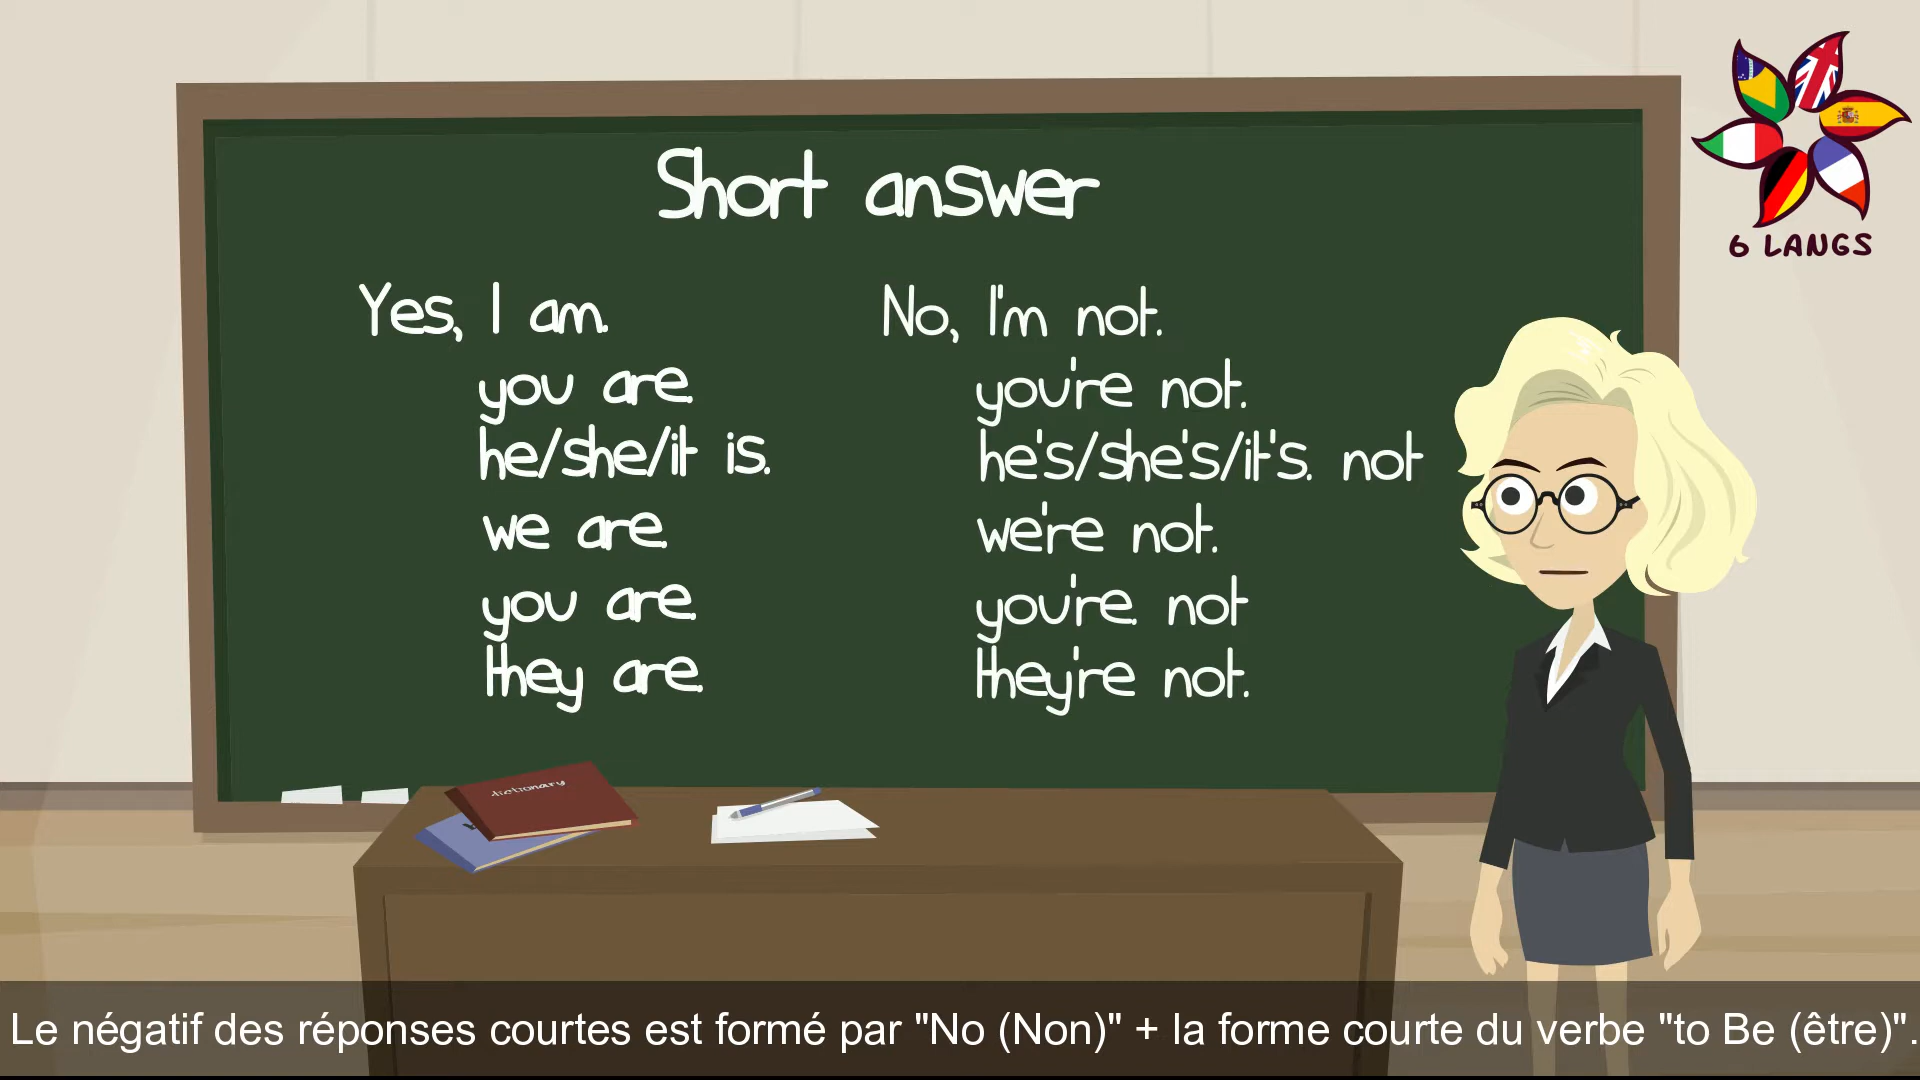 6 LANGS
Short answer
Yes, I am. No, I'm not.
you are. you're not.
he/she/it is. he's/she's/it's. not
we are. we're not.
you are. you're. not
they are. they're not.
dictionary
Le négatif des réponses courtes est formé par "No (Non)" + la forme courte du verbe "to Be (être)".